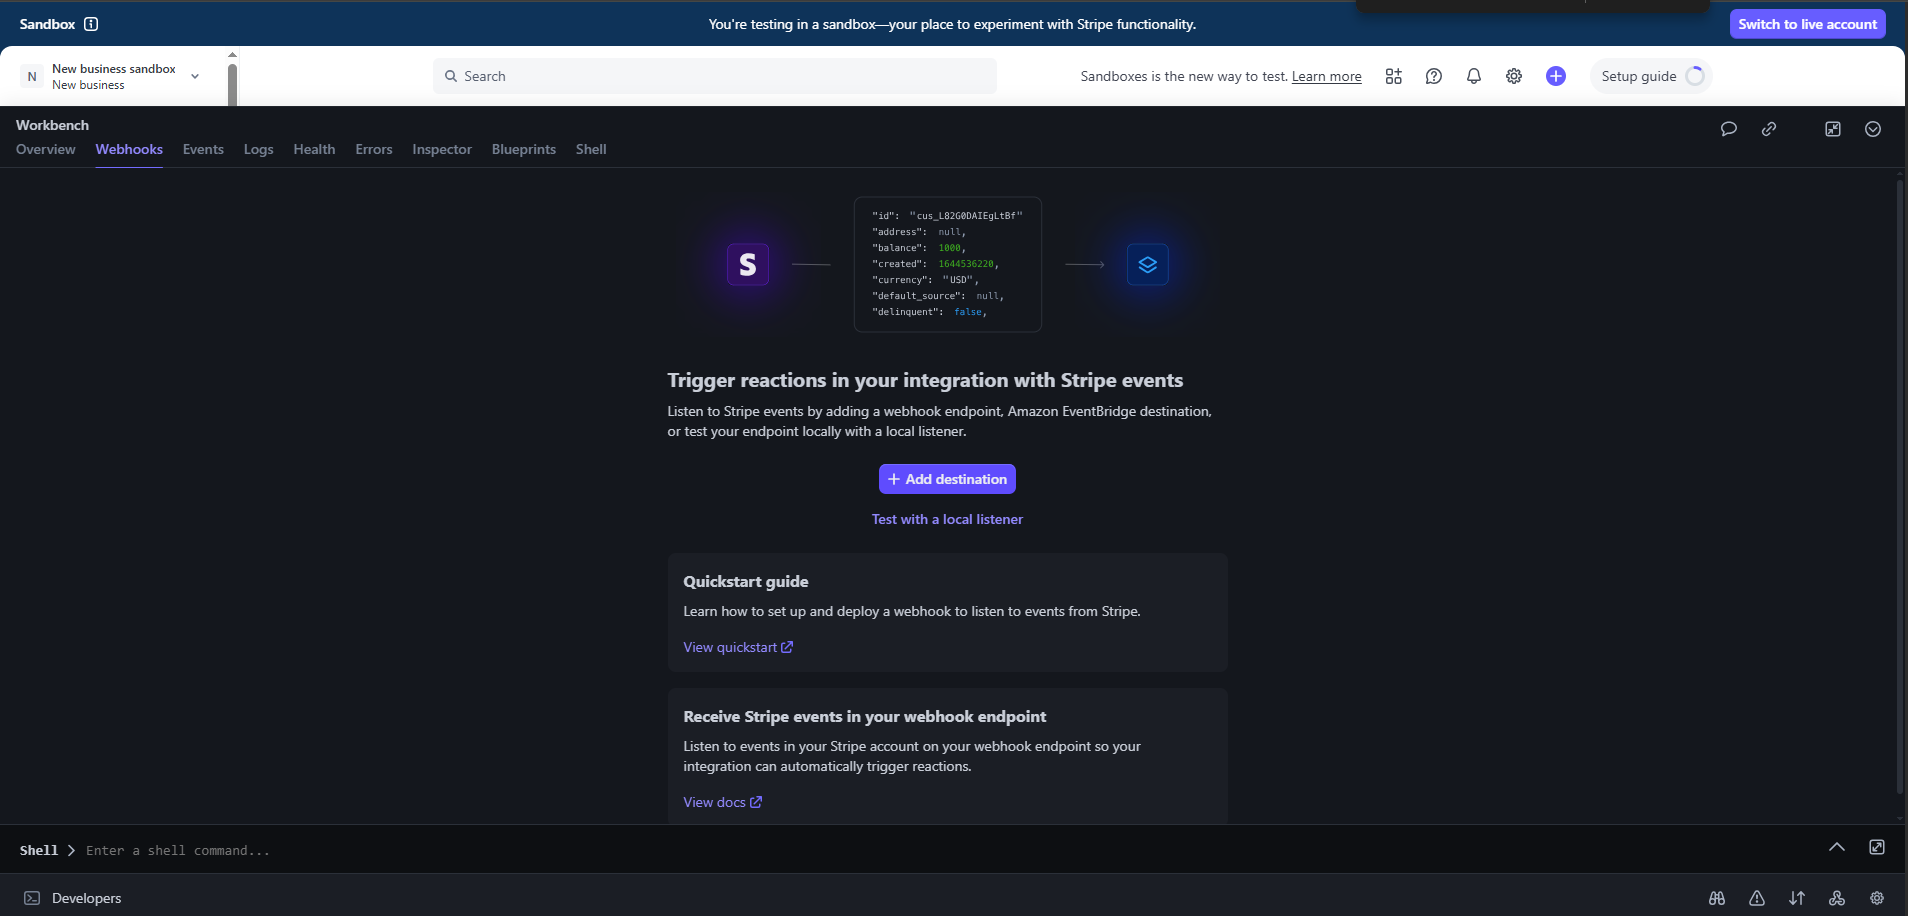 Sandbox
You're testing in a sandbox—your place to experiment with Stripe functionality.
Switch to live account
N
New business sandbox
New business
Search
Sandboxes is the new way to test. Learn more
Setup guide
Workbench
Overview Webhooks Events Logs Health Errors Inspector Blueprints Shell
S
"id": "cus_L82G0DAIEgLtBf"
"address": null,
"balance": 1000,
"created": 1644536220,
"currency": "USD",
"default_source": null,
"delinquent": false,
Trigger reactions in your integration with Stripe events
Listen to Stripe events by adding a webhook endpoint, Amazon EventBridge destination,
or test your endpoint locally with a local listener.
+ Add destination
Test with a local listener
Quickstart guide
Learn how to set up and deploy a webhook to listen to events from Stripe.
View quickstart
Receive Stripe events in your webhook endpoint
Listen to events in your Stripe account on your webhook endpoint so your
integration can automatically trigger reactions.
View docs
Shell > Enter a shell command...
Developers